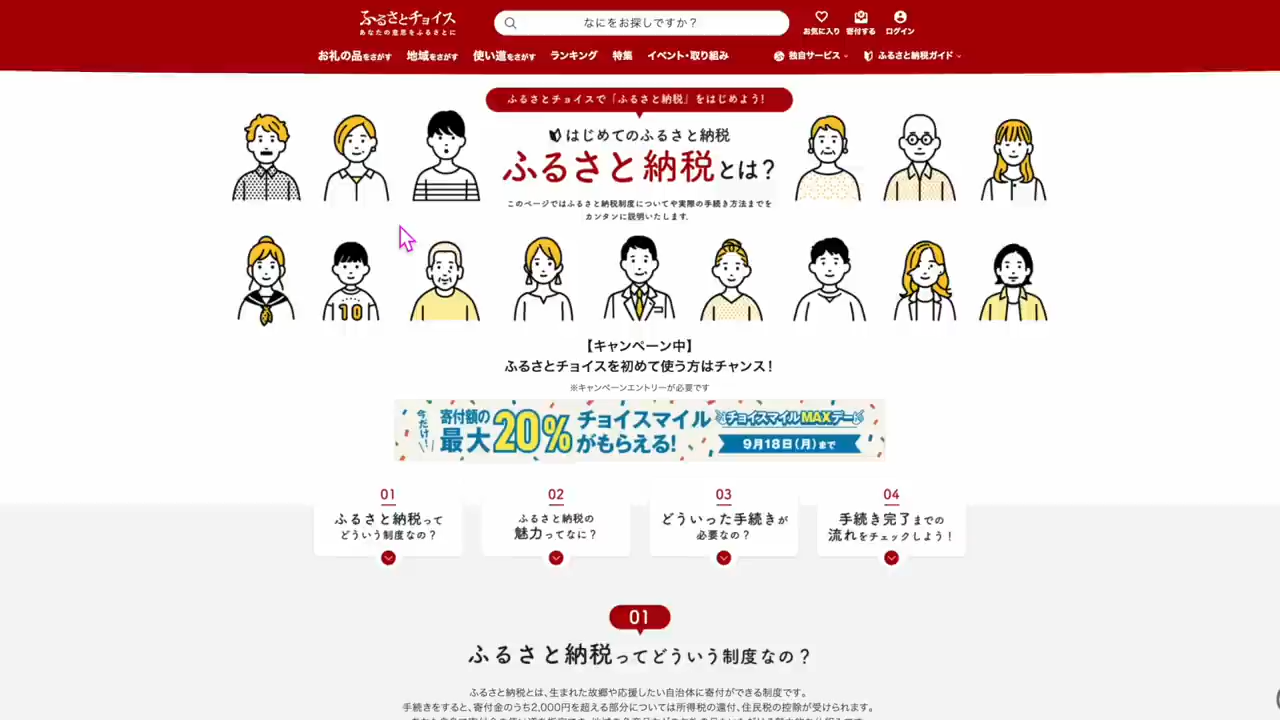 ふるさとチョイス
あなたの意思をふるさとに
なにをお探しですか？
お気に入り 寄付する ログイン
お礼の品をさがす 地域をさがす 使い道をさがす ランキング 特集 イベント・取り組み 独自サービス ふるさと納税ガイド
ふるさとチョイスで「ふるさと納税」をはじめよう!
はじめてのふるさと納税
ふるさと納税とは？
このページではふるさと納税制度についてや実際の手続き方法までを
カンタンに説明いたします。
10
【キャンペーン中】
ふるさとチョイスを初めて使う方はチャンス！
※キャンペーンエントリーが必要です
今だけ！
寄付額の
最大20%
チョイスマイル
がもらえる!
チョイスマイルMAXデー
9月18日(月)まで
01
ふるさと納税って
どういう制度なの？
02
ふるさと納税の
魅力ってなに？
03
どういった手続きが
必要なの？
04
手続き完了までの
流れをチェックしよう！
01
ふるさと納税ってどういう制度なの？
ふるさと納税とは、生まれた故郷や応援したい自治体に寄付ができる制度です。
手続きをすると、寄付金のうち2,000円を超える部分については所得税の還付、住民税の控除が受けられます。